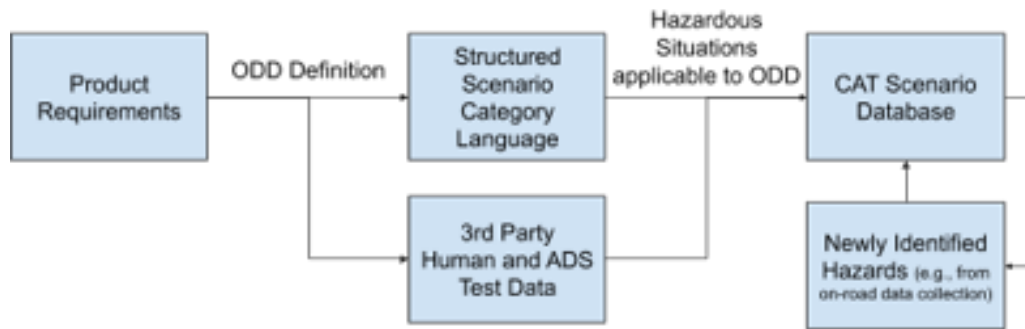 Product
Requirements
ODD Definition
Structured
Scenario
Category
Language
Hazardous
Situations
applicable to ODD
CAT Scenario
Database
3rd Party
Human and ADS
Test Data
Newly Identified
Hazards (e.g., from
on-road data collection)